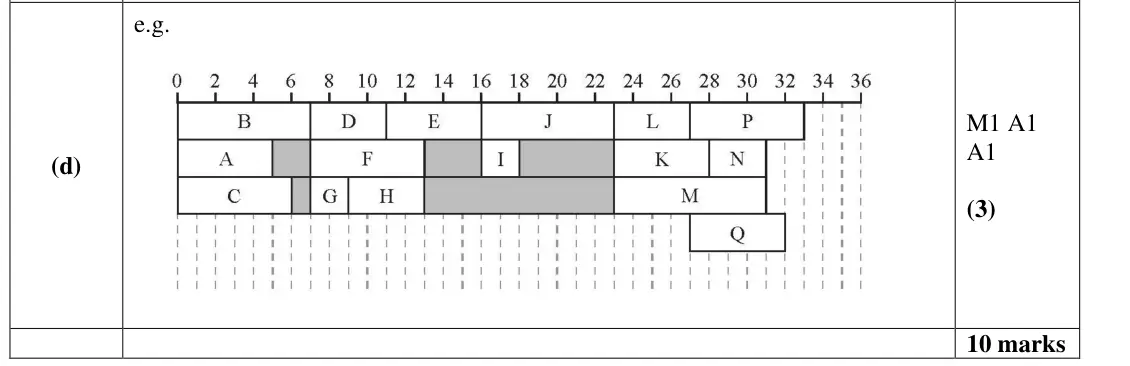 e.g.
0 2 4 6 8 10 12 14 16 18 20 22 24 26 28 30 32 34 36
B D E J L P
A F I K N
C G H M
Q
(d)
M1 A1
A1
(3)
10 marks